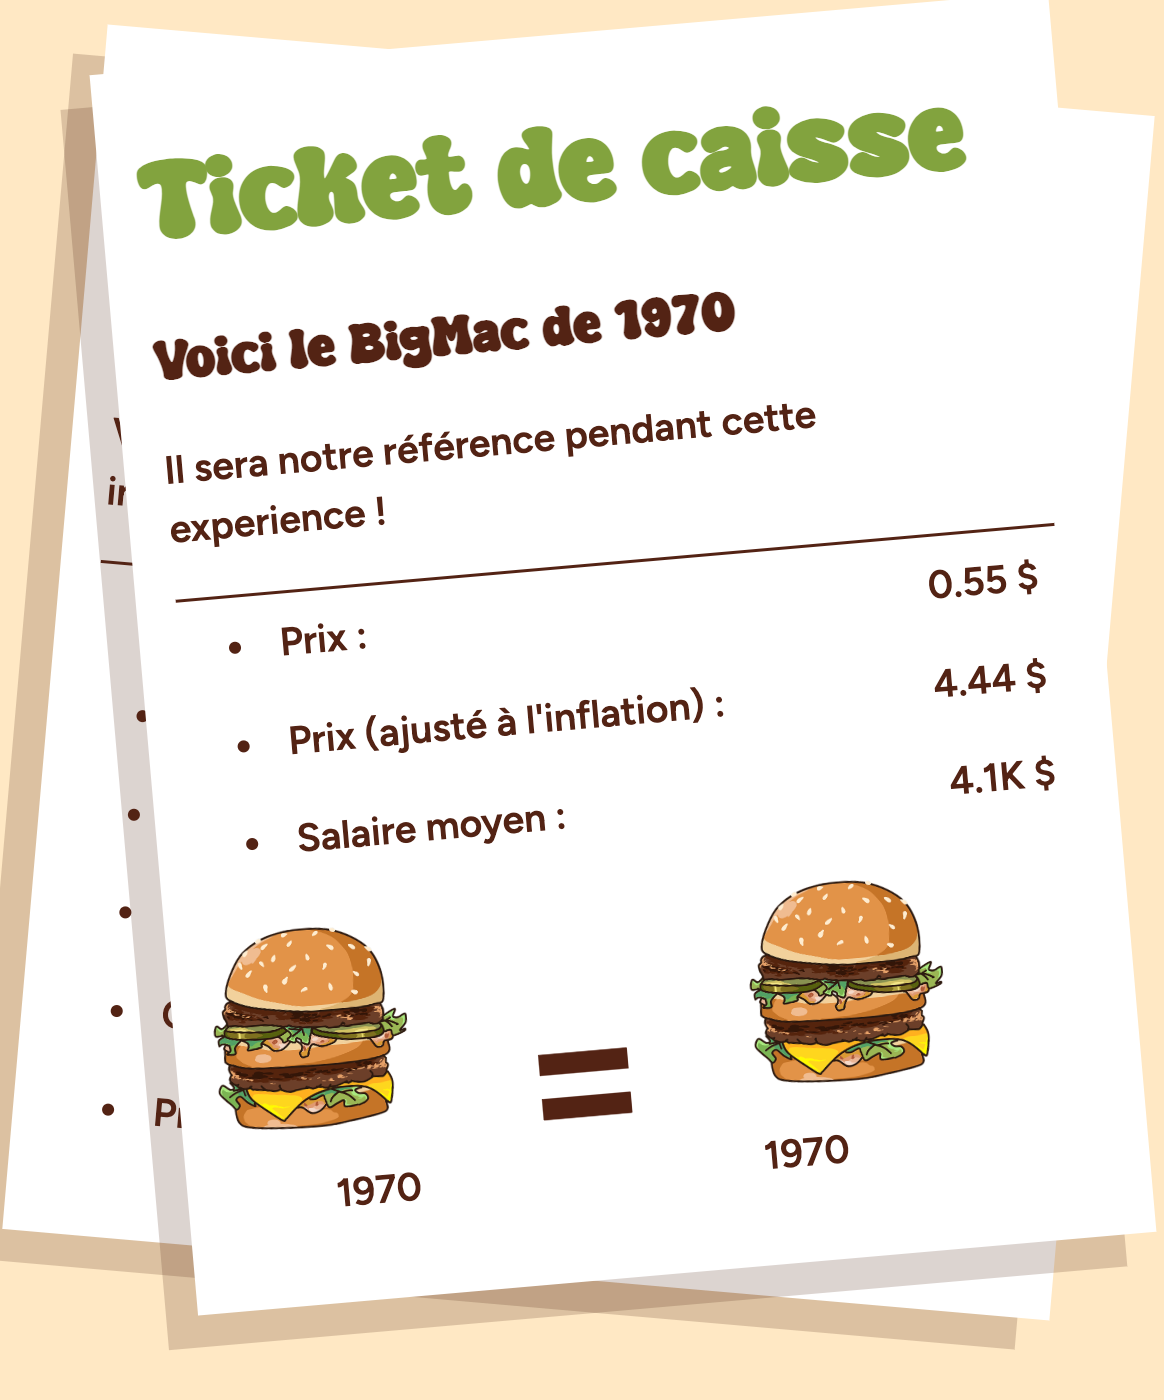 Ticket de caisse
Voici le BigMac de 1970
Il sera notre référence pendant cette
experience !
• Prix : 0.55 $
• Prix (ajusté à l'inflation) : 4.44 $
• Salaire moyen : 4.1K $
=
1970 1970